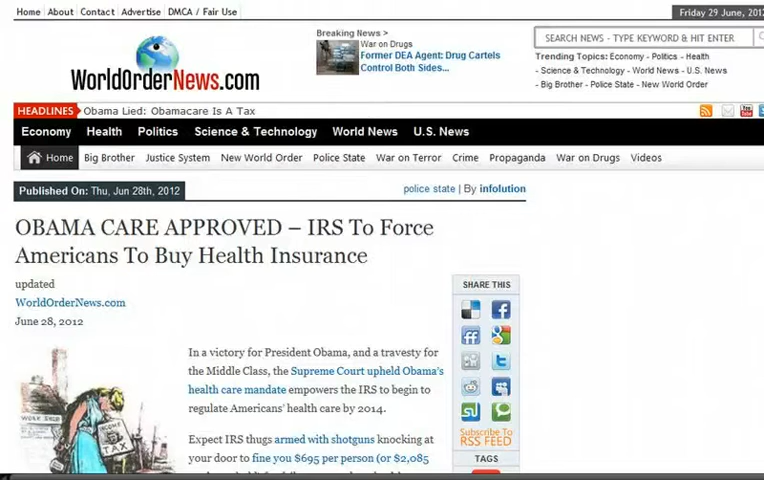 Home About Contact Advertise DMCA / Fair Use
Friday 29 June, 2012
WorldOrderNews.com
Breaking News >
War on Drugs
Former DEA Agent: Drug Cartels
Control Both Sides...
SEARCH NEWS - TYPE KEYWORD & HIT ENTER
Trending Topics: Economy - Politics - Health
- Science & Technology - World News - U.S. News
- Big Brother - Police State - New World Order
HEADLINES Obama Lied: Obamacare Is A Tax
Economy Health Politics Science & Technology World News U.S. News
Home Big Brother Justice System New World Order Police State War on Terror Crime Propaganda War on Drugs Videos
Published On: Thu, Jun 28th, 2012
police state | By infolution
OBAMA CARE APPROVED – IRS To Force
Americans To Buy Health Insurance
updated
WorldOrderNews.com
June 28, 2012
SHARE THIS
Subscribe To
RSS FEED
TAGS
INCOME
TAX
In a victory for President Obama, and a travesty for
the Middle Class, the Supreme Court upheld Obama's
health care mandate empowers the IRS to begin to
regulate Americans' health care by 2014.
Expect IRS thugs armed with shotguns knocking at
your door to fine you $695 per person (or $2,085